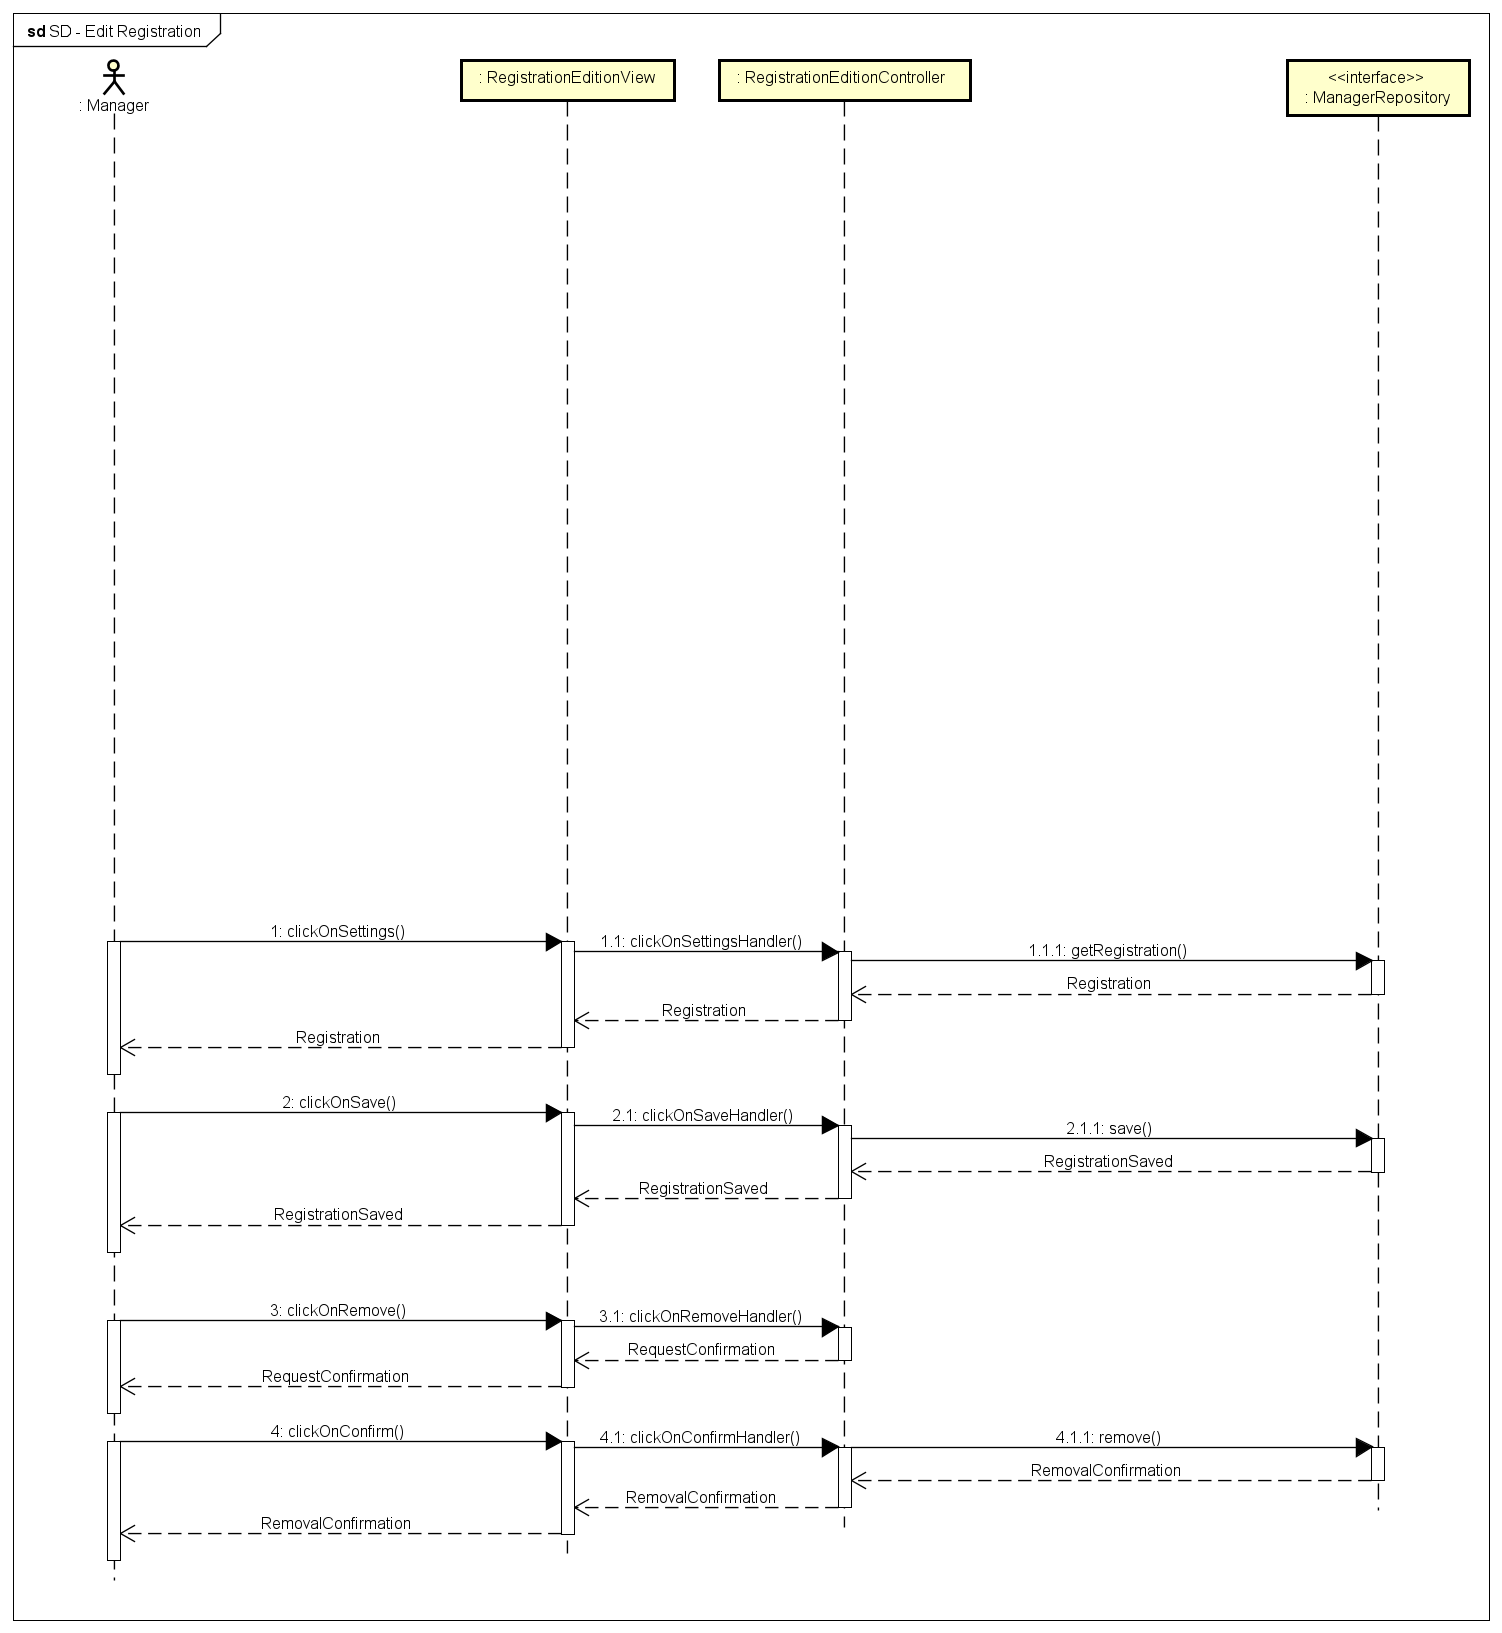 sd SD - Edit Registration
: Manager
: RegistrationEditionView
: RegistrationEditionController
<<interface>>
: ManagerRepository
1: clickOnSettings()
1.1: clickOnSettingsHandler()
1.1.1: getRegistration()
Registration
Registration
Registration
2: clickOnSave()
2.1: clickOnSaveHandler()
2.1.1: save()
RegistrationSaved
RegistrationSaved
RegistrationSaved
3: clickOnRemove()
3.1: clickOnRemoveHandler()
RequestConfirmation
RequestConfirmation
4: clickOnConfirm()
4.1: clickOnConfirmHandler()
4.1.1: remove()
RemovalConfirmation
RemovalConfirmation
RemovalConfirmation